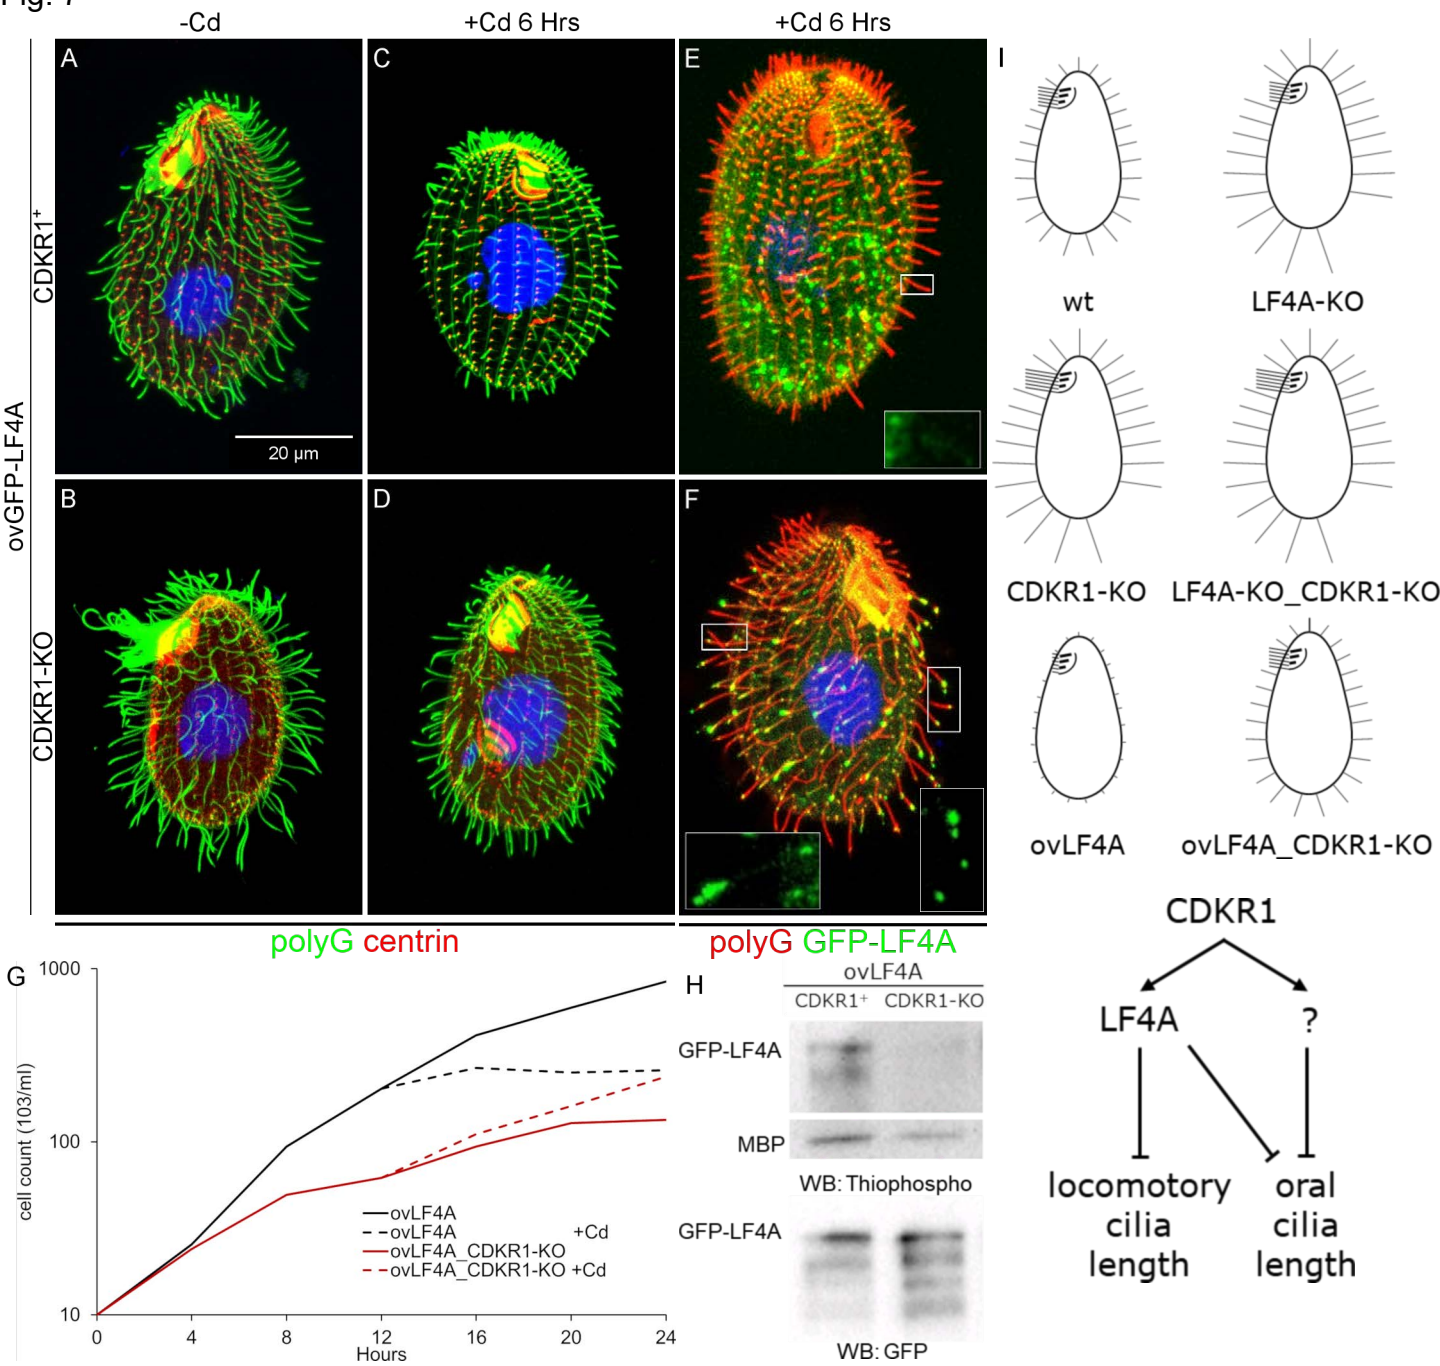 Fig. 7
-Cd
+Cd 6 Hrs
+Cd 6 Hrs
ovGFP-LF4A
CDKR1+
CDKR1-KO
A
C
E
20 µm
B
D
F
polyG centrin
polyG GFP-LF4A
G
1000
100
10
cell count (103/ml)
ovLF4A
ovLF4A +Cd
ovLF4A_CDKR1-KO
ovLF4A_CDKR1-KO +Cd
0 4 8 12 16 20 24
Hours
H
ovLF4A
CDKR1+ CDKR1-KO
GFP-LF4A
MBP
WB: Thiophospho
GFP-LF4A
WB: GFP
I
wt
LF4A-KO
CDKR1-KO
LF4A-KO_CDKR1-KO
ovLF4A
ovLF4A_CDKR1-KO
CDKR1
LF4A
?
locomotory
cilia
length
oral
cilia
length